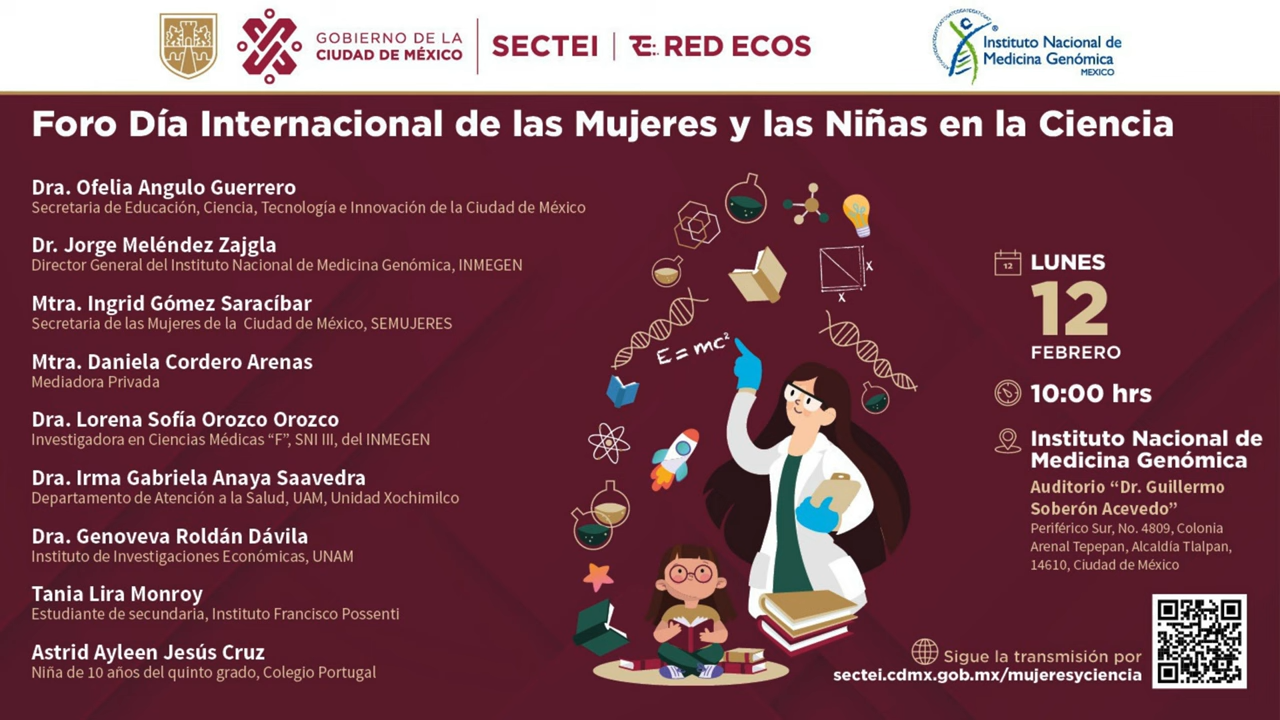 GOBIERNO DE LA
CIUDAD DE MÉXICO
SECTEI
RED ECOS
Instituto Nacional de
Medicina Genómica
MEXICO
Foro Día Internacional de las Mujeres y las Niñas en la Ciencia
Dra. Ofelia Angulo Guerrero
Secretaria de Educación, Ciencia, Tecnología e Innovación de la Ciudad de México
Dr. Jorge Meléndez Zajgla
Director General del Instituto Nacional de Medicina Genómica, INMEGEN
Mtra. Ingrid Gómez Saracíbar
Secretaria de las Mujeres de la Ciudad de México, SEMUJERES
Mtra. Daniela Cordero Arenas
Mediadora Privada
Dra. Lorena Sofía Orozco Orozco
Investigadora en Ciencias Médicas “F”, SNI III, del INMEGEN
Dra. Irma Gabriela Anaya Saavedra
Departamento de Atención a la Salud, UAM, Unidad Xochimilco
Dra. Genoveva Roldán Dávila
Instituto de Investigaciones Económicas, UNAM
Tania Lira Monroy
Estudiante de secundaria, Instituto Francisco Possenti
Astrid Ayleen Jesús Cruz
Niña de 10 años del quinto grado, Colegio Portugal
X
X
E = mc²
12
LUNES
12
FEBRERO
10:00 hrs
Instituto Nacional de
Medicina Genómica
Auditorio “Dr. Guillermo
Soberón Acevedo”
Periférico Sur, No. 4809, Colonia
Arenal Tepepan, Alcaldía Tlalpan,
14610, Ciudad de México
Sigue la transmisión por
sectei.cdmx.gob.mx/mujeresyciencia